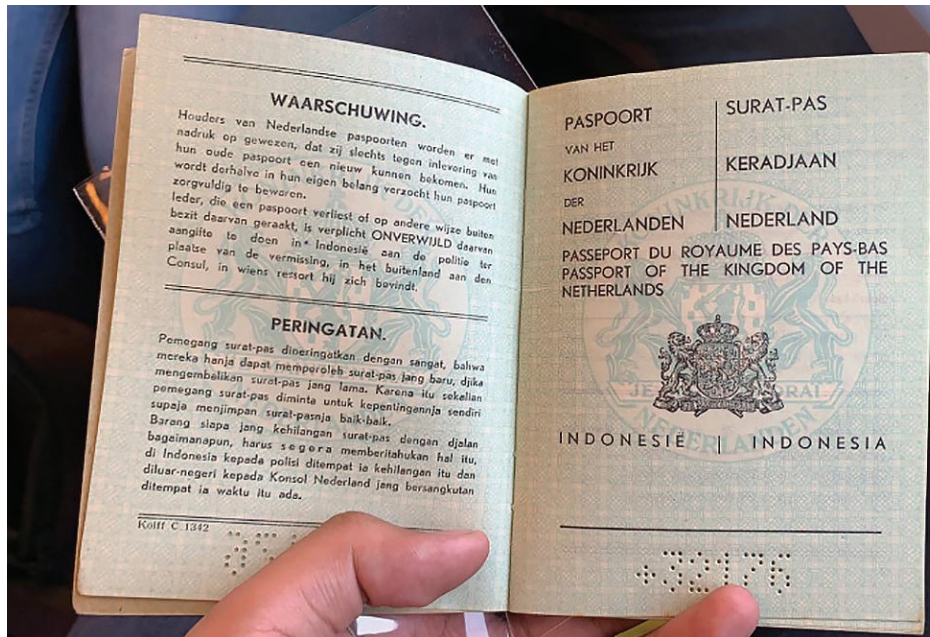 WAARSCHUWING.
Houders van Nederlandse paspoorten worden er met
nadruk op gewezen, dat zij slechts tegen inlevering van
hun oude paspoort een nieuw kunnen bekomen. Hun
wordt derhalve in hun eigen belang verzocht hun paspoort
zorgvuldig te bewaren.
Ieder, die een paspoort verliest of op andere wijze buiten
bezit daarvan geraakt, is verplicht ONVERWIJLD daarvan
aangifte te doen in Indonesië aan de politie ter
plaatse van de vermissing, in het buitenland aan den
Consul, in wiens ressort hij zich bevindt.
PERINGATAN.
Pemegang surat-pas diperingatkan dengan sangat, bahwa
mereka hanja dapat memperoleh surat-pas jang baru, djika
mengembalikan surat-pas jang lama. Karena itu sekalian
pemegang surat-pas diminta untuk kepentingannja sendiri
supaja menjimpan surat-pasnja baik-baik.
Barang siapa jang kehilangan surat-pas dengan djalan
bagaimanapun, harus segera memberitahukan hal itu,
di Indonesia kepada polisi ditempat ia kehilangan itu dan
diluar-negeri kepada Konsol Nederland jang bersangkutan
ditempat ia waktu itu ada.
Kolff C 1342
PASPOORT
VAN HET
KONINKRIJK
DER
NEDERLANDEN
SURAT-PAS
KERADJAAN
NEDERLAND
PASSEPORT DU ROYAUME DES PAYS-BAS
PASSPORT OF THE KINGDOM OF THE
NETHERLANDS
INDONESIË | INDONESIA